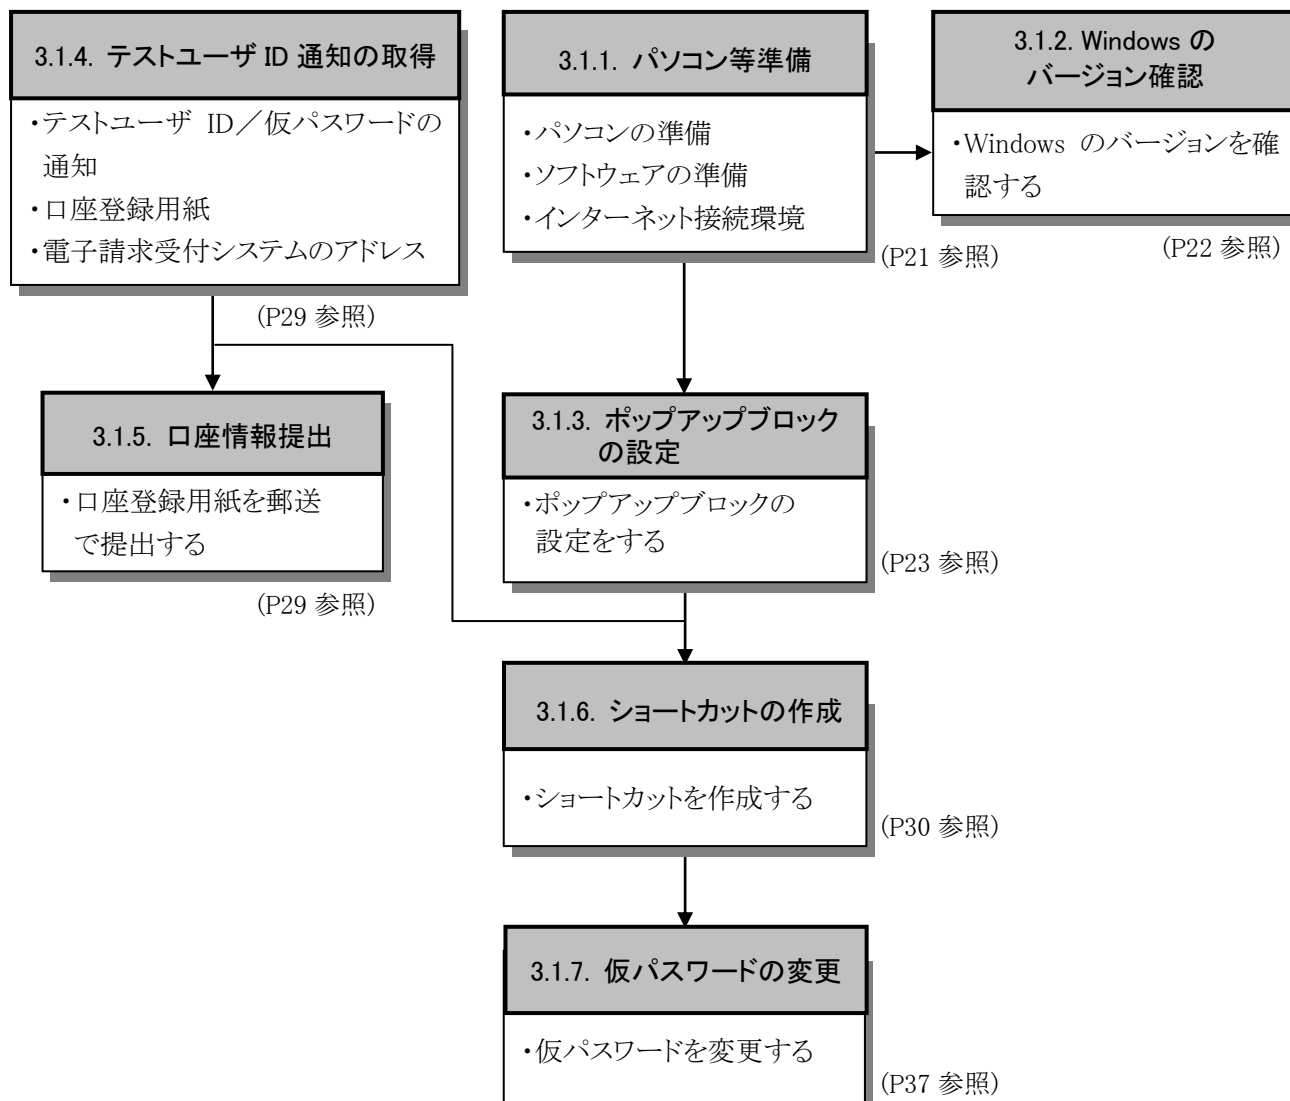 3.1.4. テストユーザ ID 通知の取得
・テストユーザ ID／仮パスワードの
通知
・口座登録用紙
・電子請求受付システムのアドレス
(P29 参照)
3.1.1. パソコン等準備
・パソコンの準備
・ソフトウェアの準備
・インターネット接続環境
(P21 参照)
3.1.2. Windows の
バージョン確認
・Windows のバージョンを確
認する
(P22 参照)
3.1.5. 口座情報提出
・口座登録用紙を郵送
で提出する
(P29 参照)
3.1.3. ポップアップブロック
の設定
・ポップアップブロックの
設定をする
(P23 参照)
3.1.6. ショートカットの作成
・ショートカットを作成する
(P30 参照)
3.1.7. 仮パスワードの変更
・仮パスワードを変更する
(P37 参照)